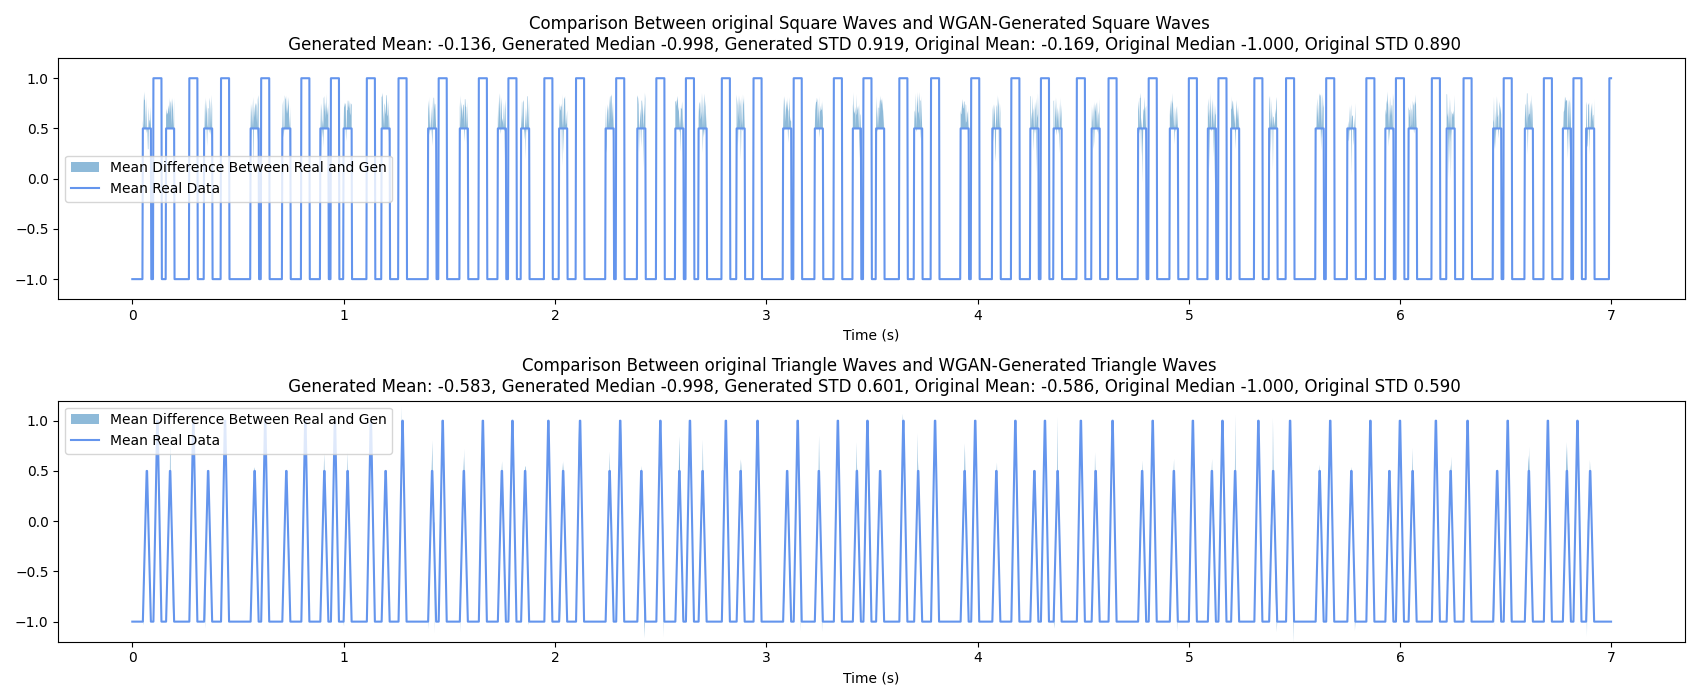 Comparison Between original Square Waves and WGAN-Generated Square Waves
Generated Mean: -0.136, Generated Median -0.998, Generated STD 0.919, Original Mean: -0.169, Original Median -1.000, Original STD 0.890
1.0
0.5
0.0
−0.5
−1.0
Mean Difference Between Real and Gen
Mean Real Data
0 1 2 3 4 5 6 7
Time (s)
Comparison Between original Triangle Waves and WGAN-Generated Triangle Waves
Generated Mean: -0.583, Generated Median -0.998, Generated STD 0.601, Original Mean: -0.586, Original Median -1.000, Original STD 0.590
1.0
0.5
0.0
−0.5
−1.0
Mean Difference Between Real and Gen
Mean Real Data
0 1 2 3 4 5 6 7
Time (s)